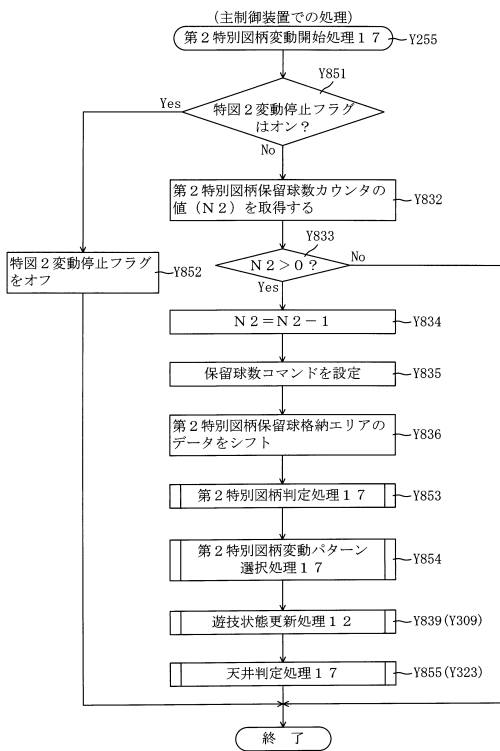 (主制御装置での処理)
第2特別図柄変動開始処理17
Y255
Y851
Yes
特図2変動停止フラグ
はオン?
No
第2特別図柄保留球数カウンタの
値(N2)を取得する
Y832
Y833
特図2変動停止フラグ
をオフ
Y852
N2>0?
No
Yes
N2=N2-1
Y834
保留球数コマンドを設定
Y835
第2特別図柄保留球格納エリアの
データをシフト
Y836
第2特別図柄判定処理17
Y853
第2特別図柄変動パターン
選択処理17
Y854
遊技状態更新処理12
Y839(Y309)
天井判定処理17
Y855(Y323)
終 了